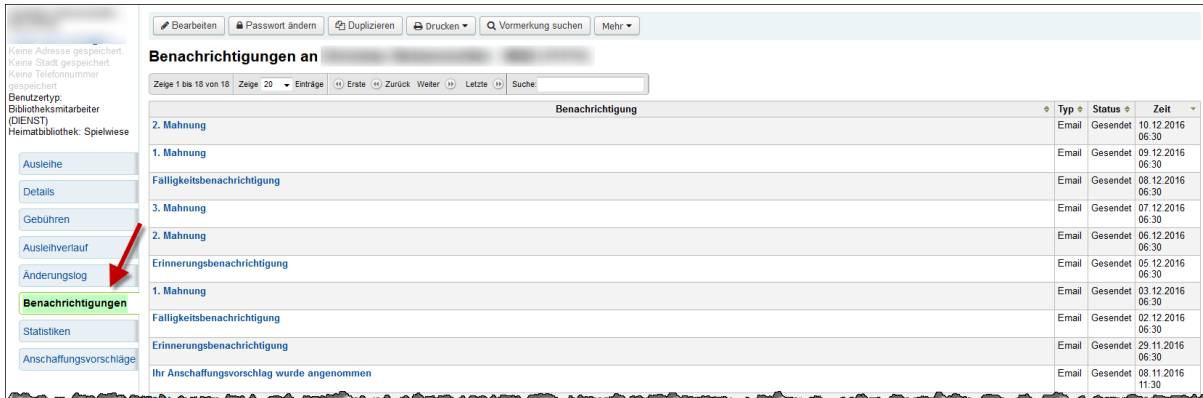 Bearbeiten Passwort ändern Duplizieren Drucken Vormerkung suchen Mehr
Keine Adresse gespeichert.
Keine Stadt gespeichert.
Keine Telefonnummer
gespeichert
Benutzertyp:
Bibliotheksmitarbeiter
(DIENST)
Heimatbibliothek: Spielwiese
Ausleihe
Details
Gebühren
Ausleihverlauf
Änderungslog
Benachrichtigungen
Statistiken
Anschaffungsvorschläge
Benachrichtigungen an
Zeige 1 bis 18 von 18 Zeige 20 Einträge Erste Zurück Weiter Letzte Suche:
Benachrichtigung Typ Status Zeit
2. Mahnung Email Gesendet 10.12.2016
06:30
1. Mahnung Email Gesendet 09.12.2016
06:30
Fälligkeitsbenachrichtigung Email Gesendet 08.12.2016
06:30
3. Mahnung Email Gesendet 07.12.2016
06:30
2. Mahnung Email Gesendet 06.12.2016
06:30
Erinnerungsbenachrichtigung Email Gesendet 05.12.2016
06:30
1. Mahnung Email Gesendet 03.12.2016
06:30
Fälligkeitsbenachrichtigung Email Gesendet 02.12.2016
06:30
Erinnerungsbenachrichtigung Email Gesendet 29.11.2016
06:30
Ihr Anschaffungsvorschlag wurde angenommen Email Gesendet 08.11.2016
11:30